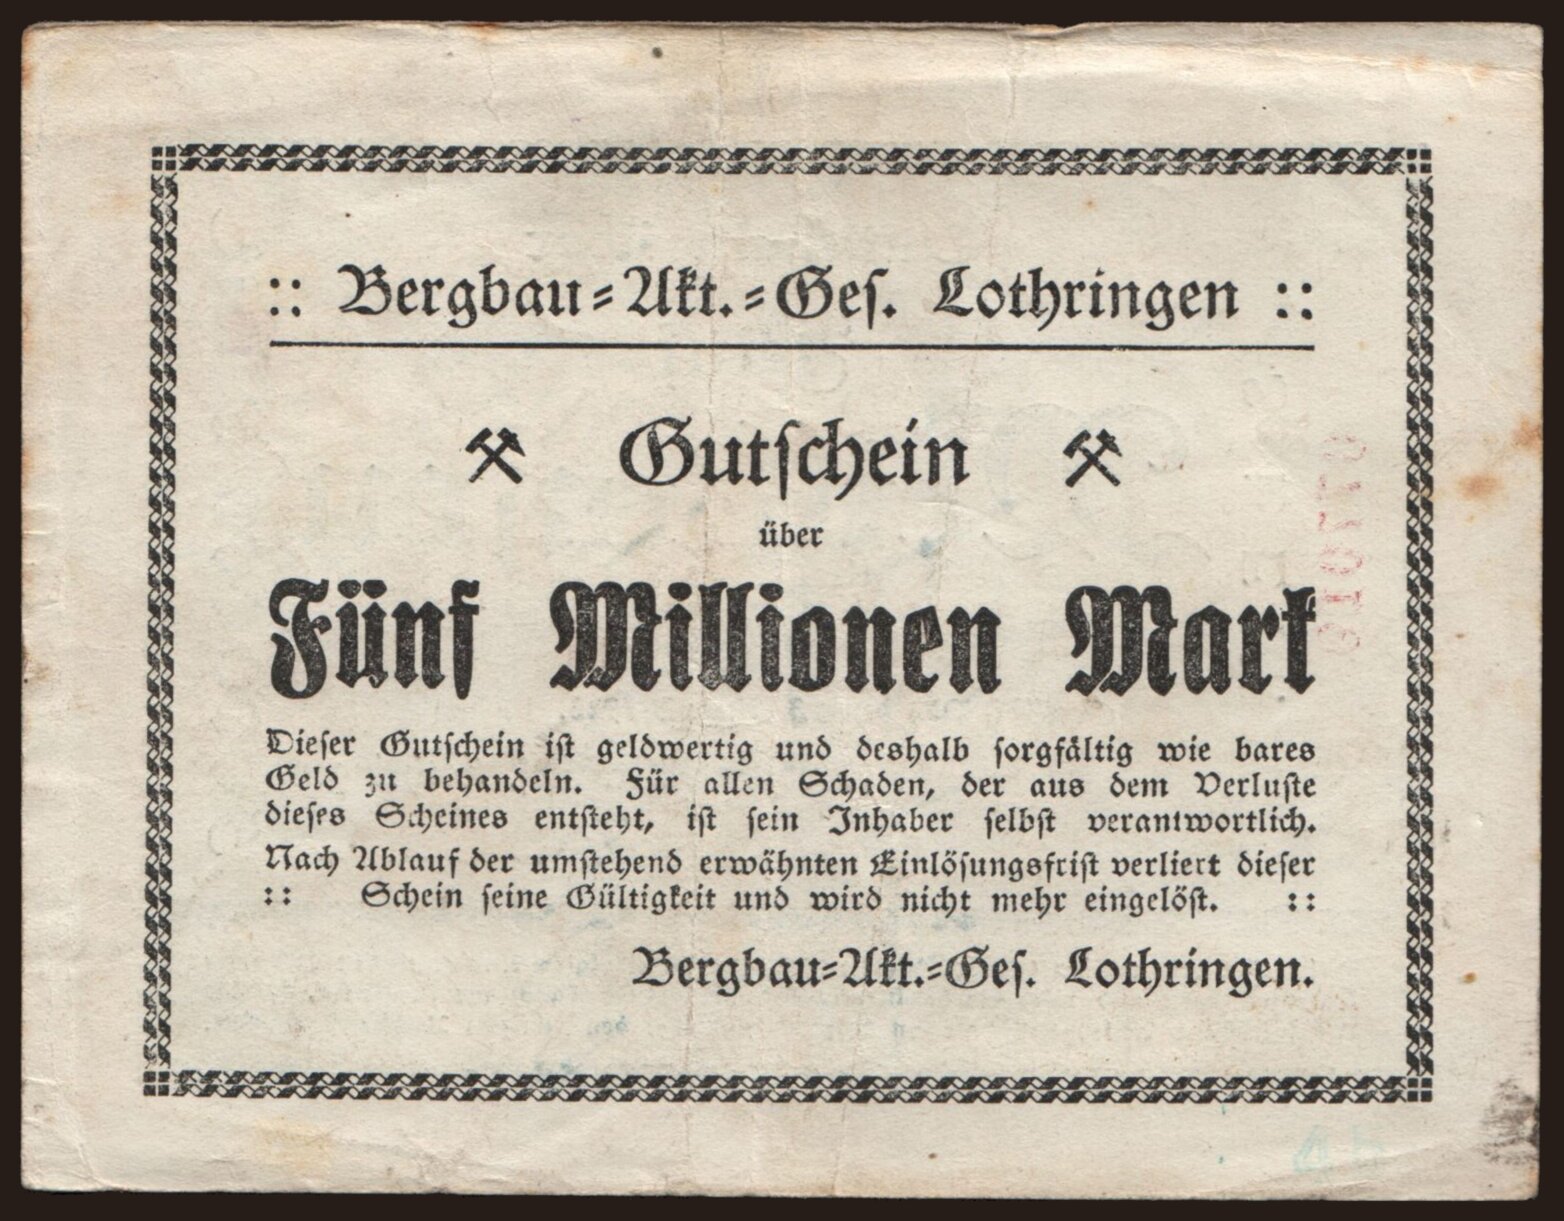 :: Bergbau=Akt.=Ges. Lothringen ::
Gutschein
über
Fünf Millionen Mark
Dieser Gutschein ist geldwertig und deshalb sorgfältig wie bares
Geld zu behandeln. Für allen Schaden, der aus dem Verluste
dieses Scheines entsteht, ist sein Inhaber selbst verantwortlich.
Nach Ablauf der umstehend erwähnten Einlösungsfrist verliert dieser
:: Schein seine Gültigkeit und wird nicht mehr eingelöst. ::
Bergbau=Akt.=Ges. Lothringen.